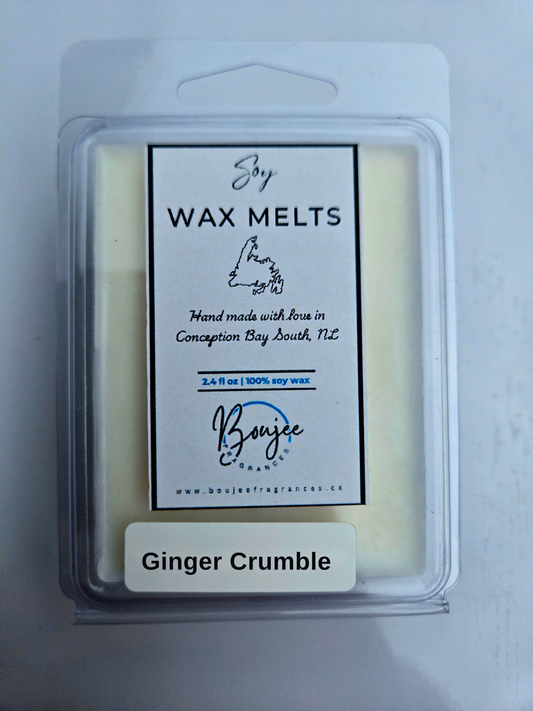 Soy
WAX MELTS
Hand made with love in
Conception Bay South, NL
2.4 fl oz | 100% soy wax
Boujee
FRAGRANCES
www.boujeefragrances.ca
Ginger Crumble